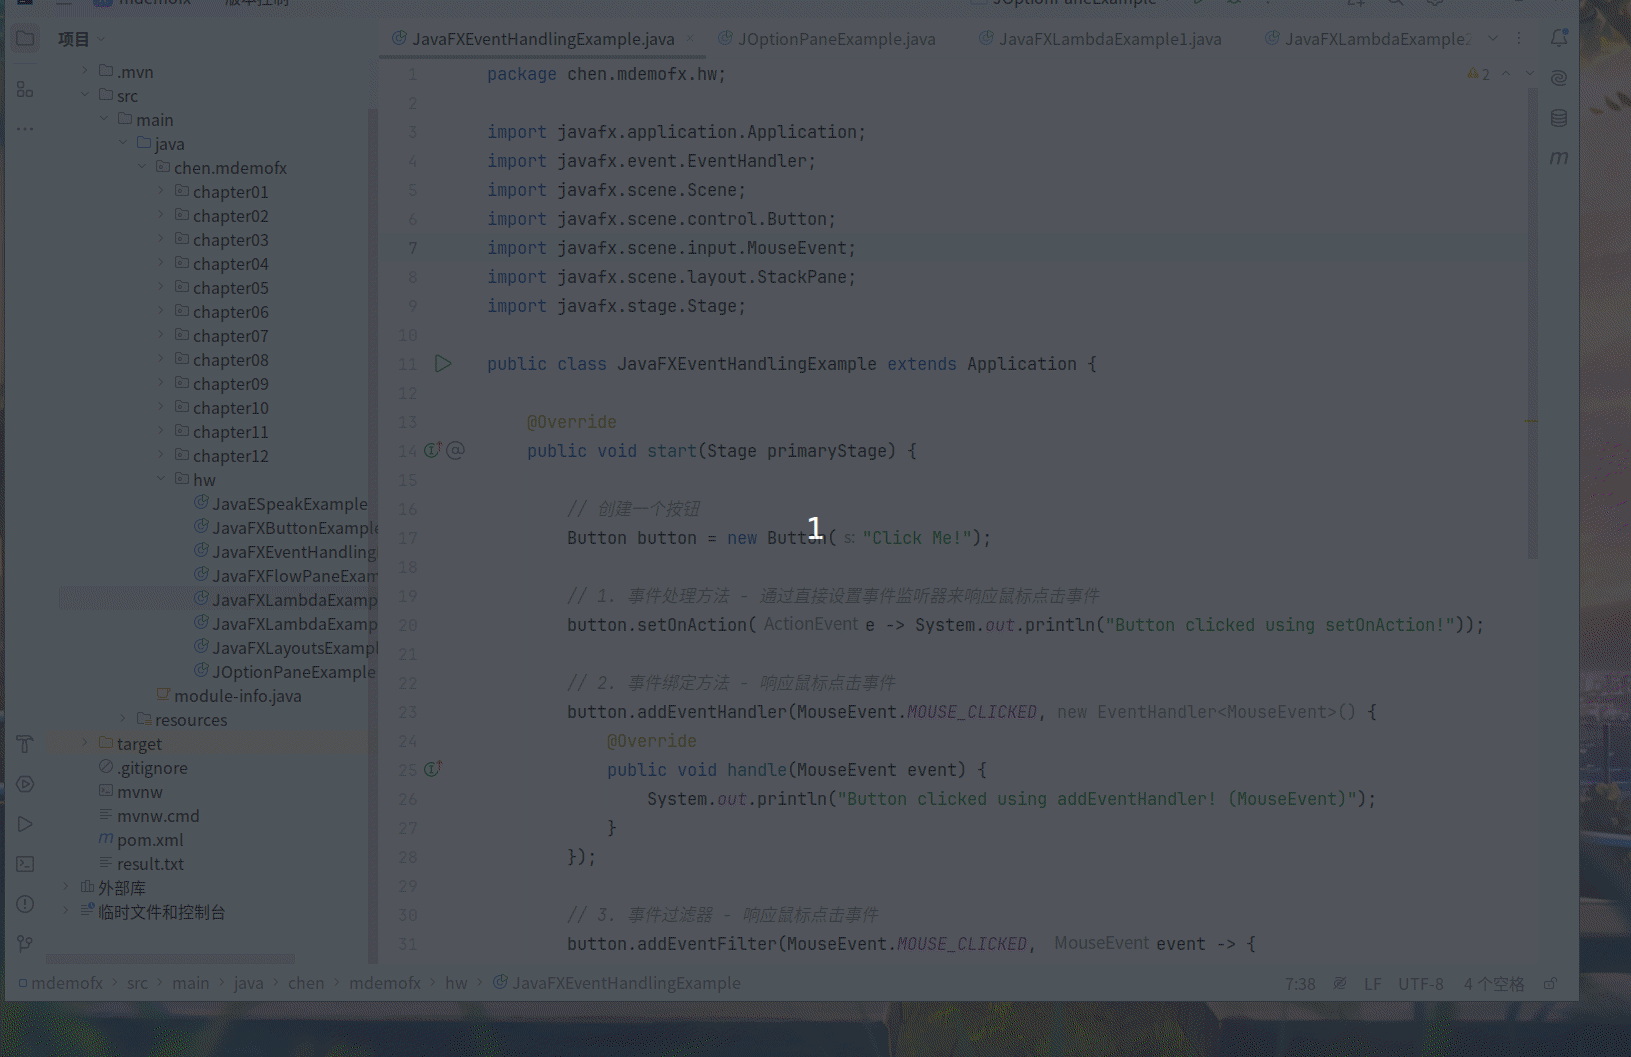 mdemofx 版本控制 JOptionPaneExample
项目
JavaFXEventHandlingExample.java JOptionPaneExample.java JavaFXLambdaExample1.java JavaFXLambdaExample2
.mvn
src
main
java
chen.mdemofx
chapter01
chapter02
chapter03
chapter04
chapter05
chapter06
chapter07
chapter08
chapter09
chapter10
chapter11
chapter12
hw
JavaESpeakExample
JavaFXButtonExample
JavaFXEventHandling
JavaFXFlowPaneExam
JavaFXLambdaExamp
JavaFXLambdaExamp
JavaFXLayoutsExampl
JOptionPaneExample
module-info.java
resources
target
.gitignore
mvnw
mvnw.cmd
pom.xml
result.txt
外部库
临时文件和控制台
1 package chen.mdemofx.hw;
2
3 import javafx.application.Application;
4 import javafx.event.EventHandler;
5 import javafx.scene.Scene;
6 import javafx.scene.control.Button;
7 import javafx.scene.input.MouseEvent;
8 import javafx.scene.layout.StackPane;
9 import javafx.stage.Stage;
10
11 public class JavaFXEventHandlingExample extends Application {
12
13 @Override
14 public void start(Stage primaryStage) {
15
16 // 创建一个按钮
17 Button button = new Button( s: "Click Me!");
18
19 // 1. 事件处理方法 - 通过直接设置事件监听器来响应鼠标点击事件
20 button.setOnAction( ActionEvent e -> System.out.println("Button clicked using setOnAction!"));
21
22 // 2. 事件绑定方法 - 响应鼠标点击事件
23 button.addEventHandler(MouseEvent.MOUSE_CLICKED, new EventHandler<MouseEvent>() {
24 @Override
25 public void handle(MouseEvent event) {
26 System.out.println("Button clicked using addEventHandler! (MouseEvent)");
27 }
28 });
29
30 // 3. 事件过滤器 - 响应鼠标点击事件
31 button.addEventFilter(MouseEvent.MOUSE_CLICKED, MouseEvent event -> {
2
1
mdemofx > src > main > java > chen > mdemofx > hw > JavaFXEventHandlingExample 7:38 LF UTF-8 4 个空格